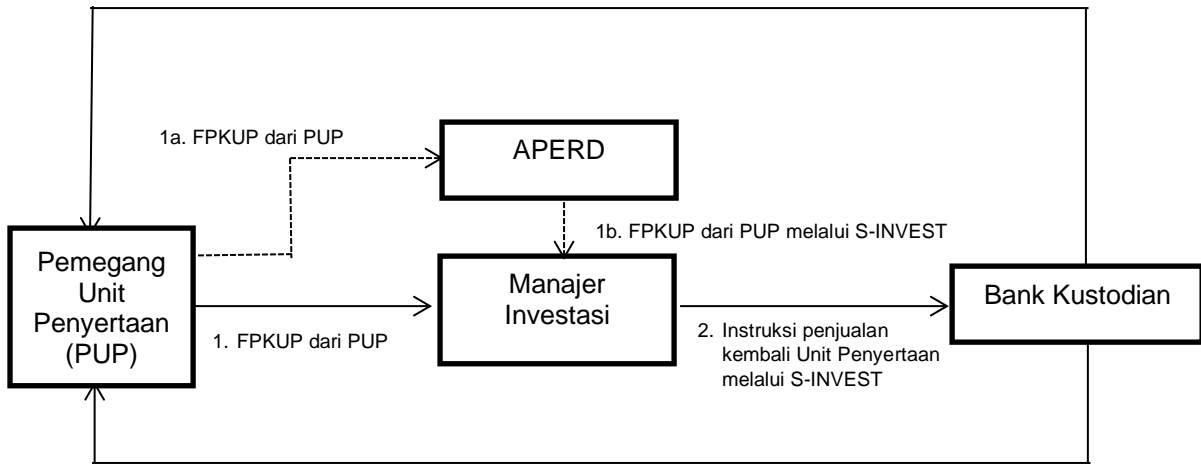 1a. FPKUP dari PUP
APERD
1b. FPKUP dari PUP melalui S-INVEST
Pemegang
Unit
Penyertaan
(PUP)
1. FPKUP dari PUP
Manajer
Investasi
2. Instruksi penjualan
kembali Unit Penyertaan
melalui S-INVEST
Bank Kustodian